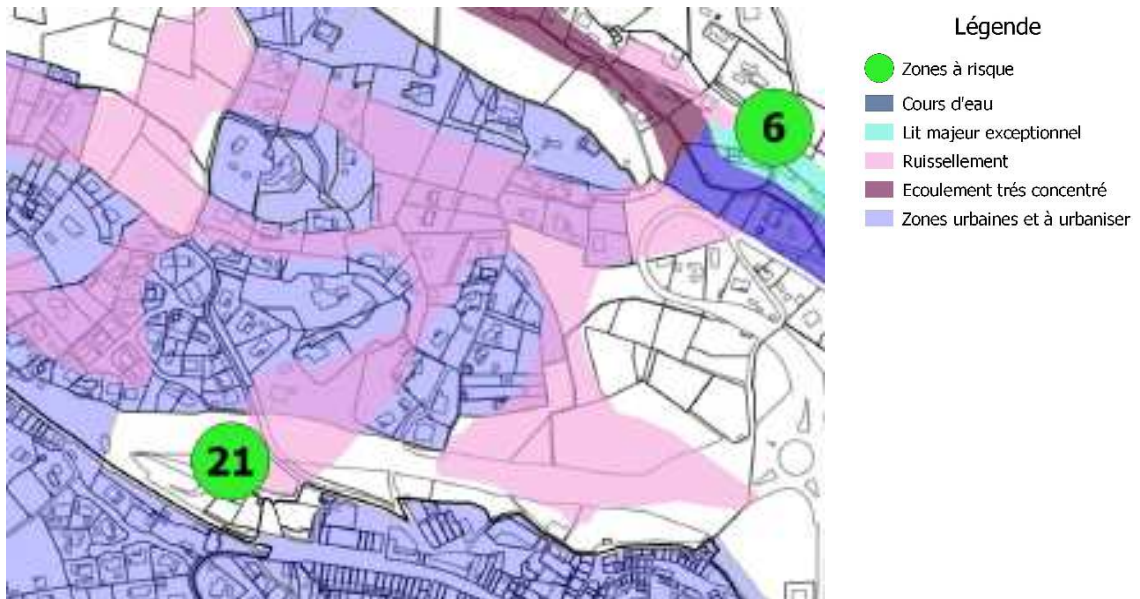 Légende
Zones à risque
Cours d'eau
Lit majeur exceptionnel
Ruissellement
Ecoulement trés concentré
Zones urbaines et à urbaniser
6
21